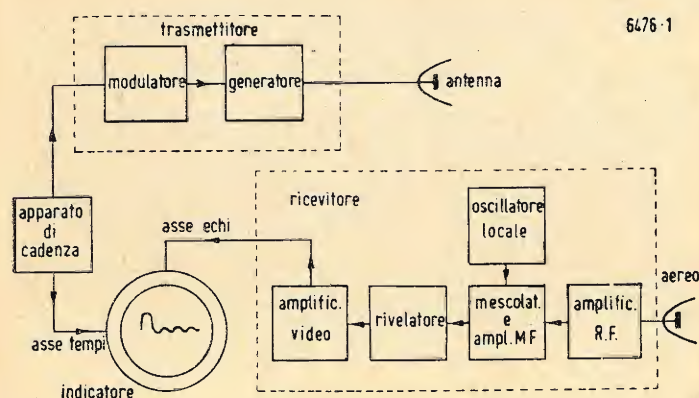 6476·1
trasmettitore
modulatore
generatore
antenna
apparato
di
cadenza
asse echi
asse tempi
indicatore
ricevitore
oscillatore
locale
aereo
amplific.
video
rivelatore
mescolat.
e
ampl. MF
amplific.
R.F.